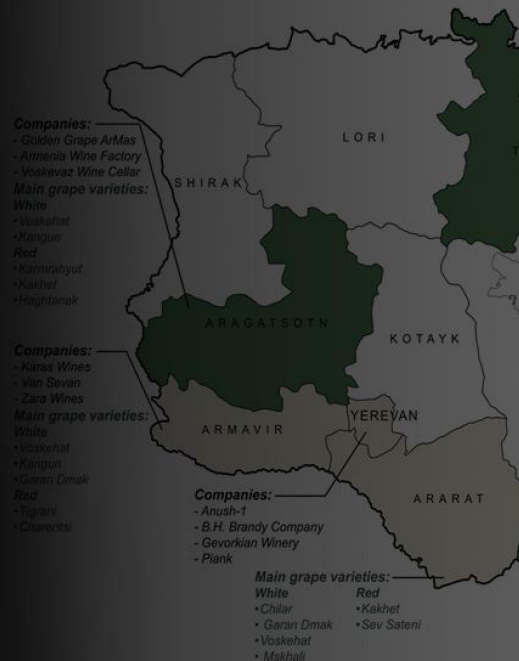 Companies:
- Golden Grape ArMas
- Armenia Wine Factory
- Voskevaz Wine Cellar
Main grape varieties:
White
• Voskehat
• Kangun
Red
• Karmrahyut
• Kakhet
• Haghtanak
LORI
SHIRAK
T
ARAGATSOTN
KOTAYK
Companies:
- Karas Wines
- Van Sevan
- Zara Wines
Main grape varieties:
White
• Voskehat
• Kangun
• Garan Dmak
Red
• Tigrani
• Charentsi
ARMAVIR
YEREVAN
ARARAT
Companies:
- Anush-1
- B.H. Brandy Company
- Gevorkian Winery
- Piank
Main grape varieties:
White Red
• Chilar • Kakhet
• Garan Dmak • Sev Sateni
• Voskehat
• Mskhali